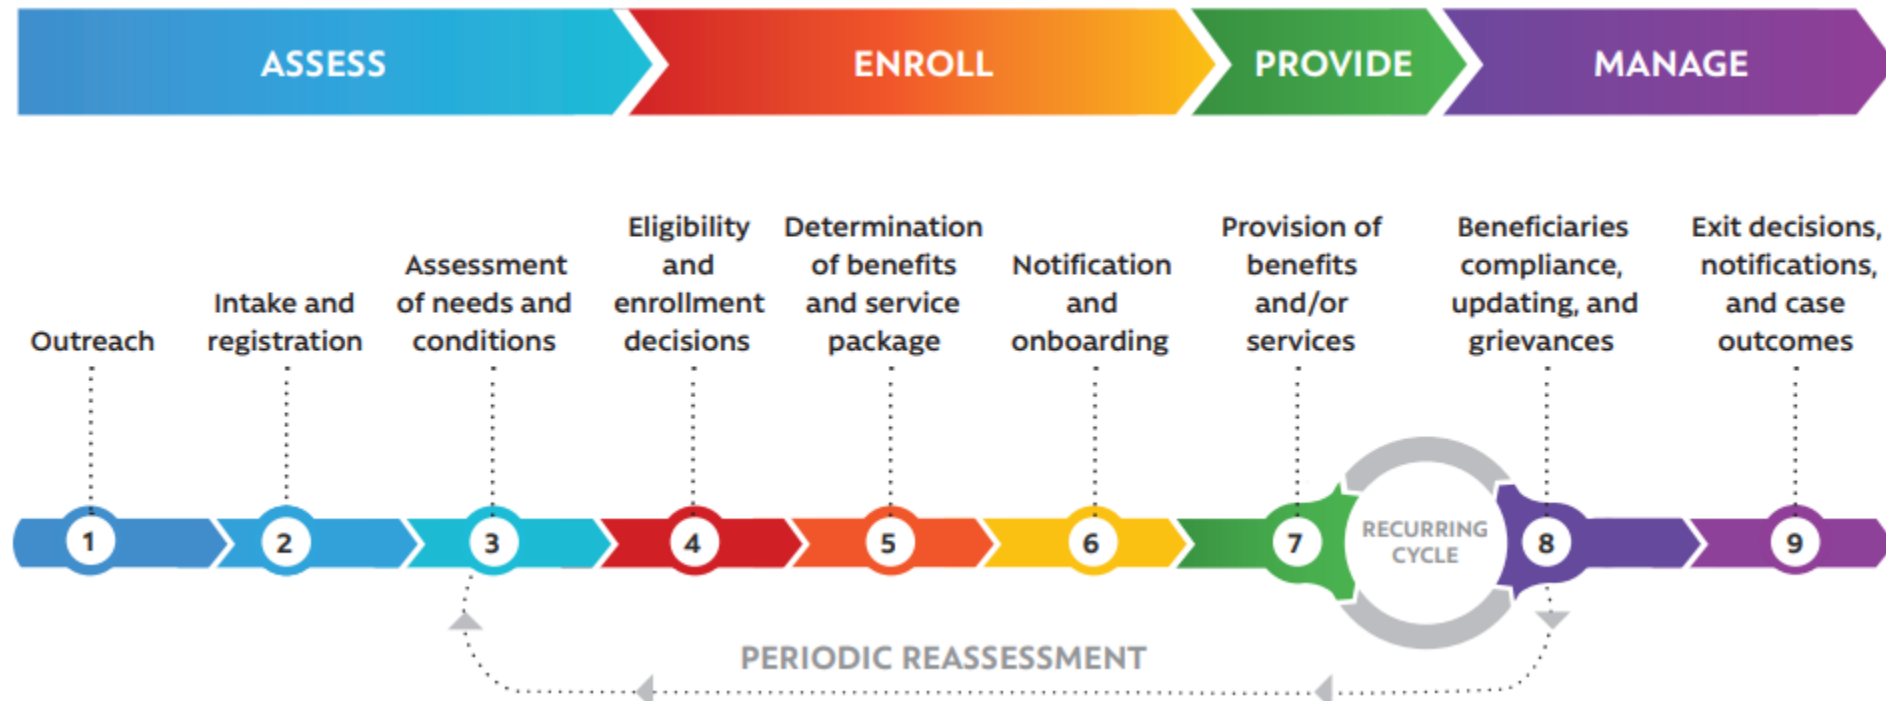 ASSESS
ENROLL
PROVIDE
MANAGE
Outreach
Intake and
registration
Assessment
of needs and
conditions
Eligibility
and
enrollment
decisions
Determination
of benefits
and service
package
Notification
and
onboarding
Provision of
benefits
and/or
services
Beneficiaries
compliance,
updating, and
grievances
Exit decisions,
notifications,
and case
outcomes
1
2
3
4
5
6
7
RECURRING
CYCLE
8
9
PERIODIC REASSESSMENT